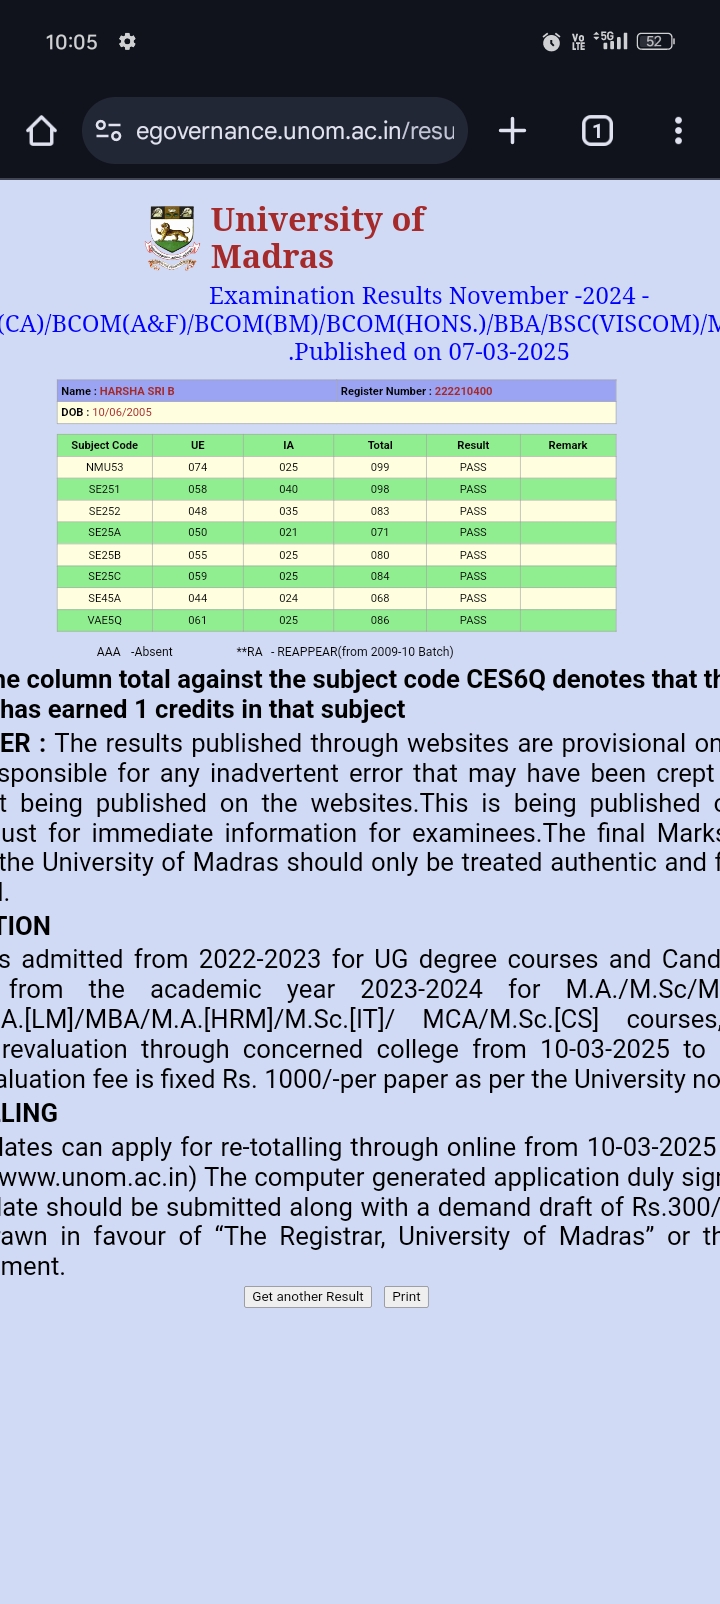 10:05 Vo LTE 5G 52
egovernance.unom.ac.in/resu 1
University of
Madras
Examination Results November -2024 -
(CA)/BCOM(A&F)/BCOM(BM)/BCOM(HONS.)/BBA/BSC(VISCOM)/M
.Published on 07-03-2025
Name : HARSHA SRI B Register Number : 222210400
DOB : 10/06/2005
Subject Code UE IA Total Result Remark
NMU53 074 025 099 PASS
SE251 058 040 098 PASS
SE252 048 035 083 PASS
SE25A 050 021 071 PASS
SE25B 055 025 080 PASS
SE25C 059 025 084 PASS
SE45A 044 024 068 PASS
VAE5Q 061 025 086 PASS
AAA -Absent **RA - REAPPEAR(from 2009-10 Batch)
he column total against the subject code CES6Q denotes that th
has earned 1 credits in that subject
ER : The results published through websites are provisional on
sponsible for any inadvertent error that may have been crept
t being published on the websites.This is being published o
ust for immediate information for examinees.The final Marks
the University of Madras should only be treated authentic and f
l.
TION
s admitted from 2022-2023 for UG degree courses and Cand
from the academic year 2023-2024 for M.A./M.Sc/M
A.[LM]/MBA/M.A.[HRM]/M.Sc.[IT]/ MCA/M.Sc.[CS] courses,
revaluation through concerned college from 10-03-2025 to
aluation fee is fixed Rs. 1000/-per paper as per the University no
LLING
dates can apply for re-totalling through online from 10-03-2025
www.unom.ac.in) The computer generated application duly sign
date should be submitted along with a demand draft of Rs.300/
rawn in favour of “The Registrar, University of Madras” or th
ment.
Get another Result Print